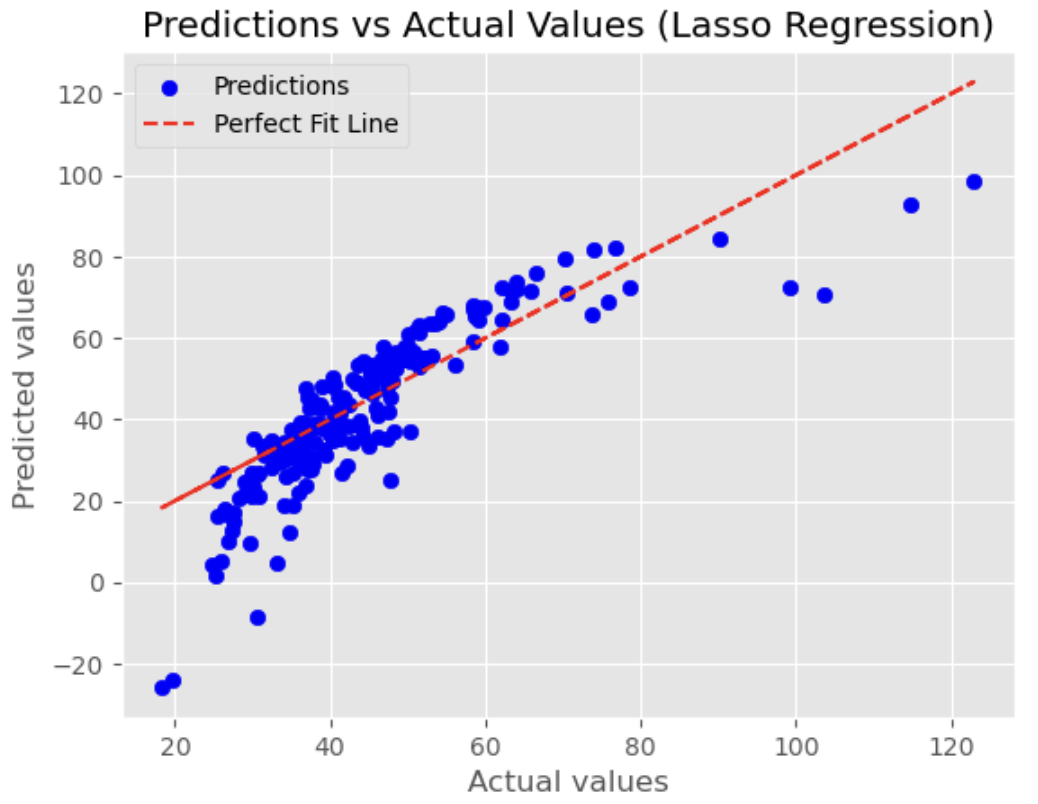 Predictions vs Actual Values (Lasso Regression)
Predictions
Perfect Fit Line
120
100
80
60
40
20
0
−20
Predicted values
20 40 60 80 100 120
Actual values